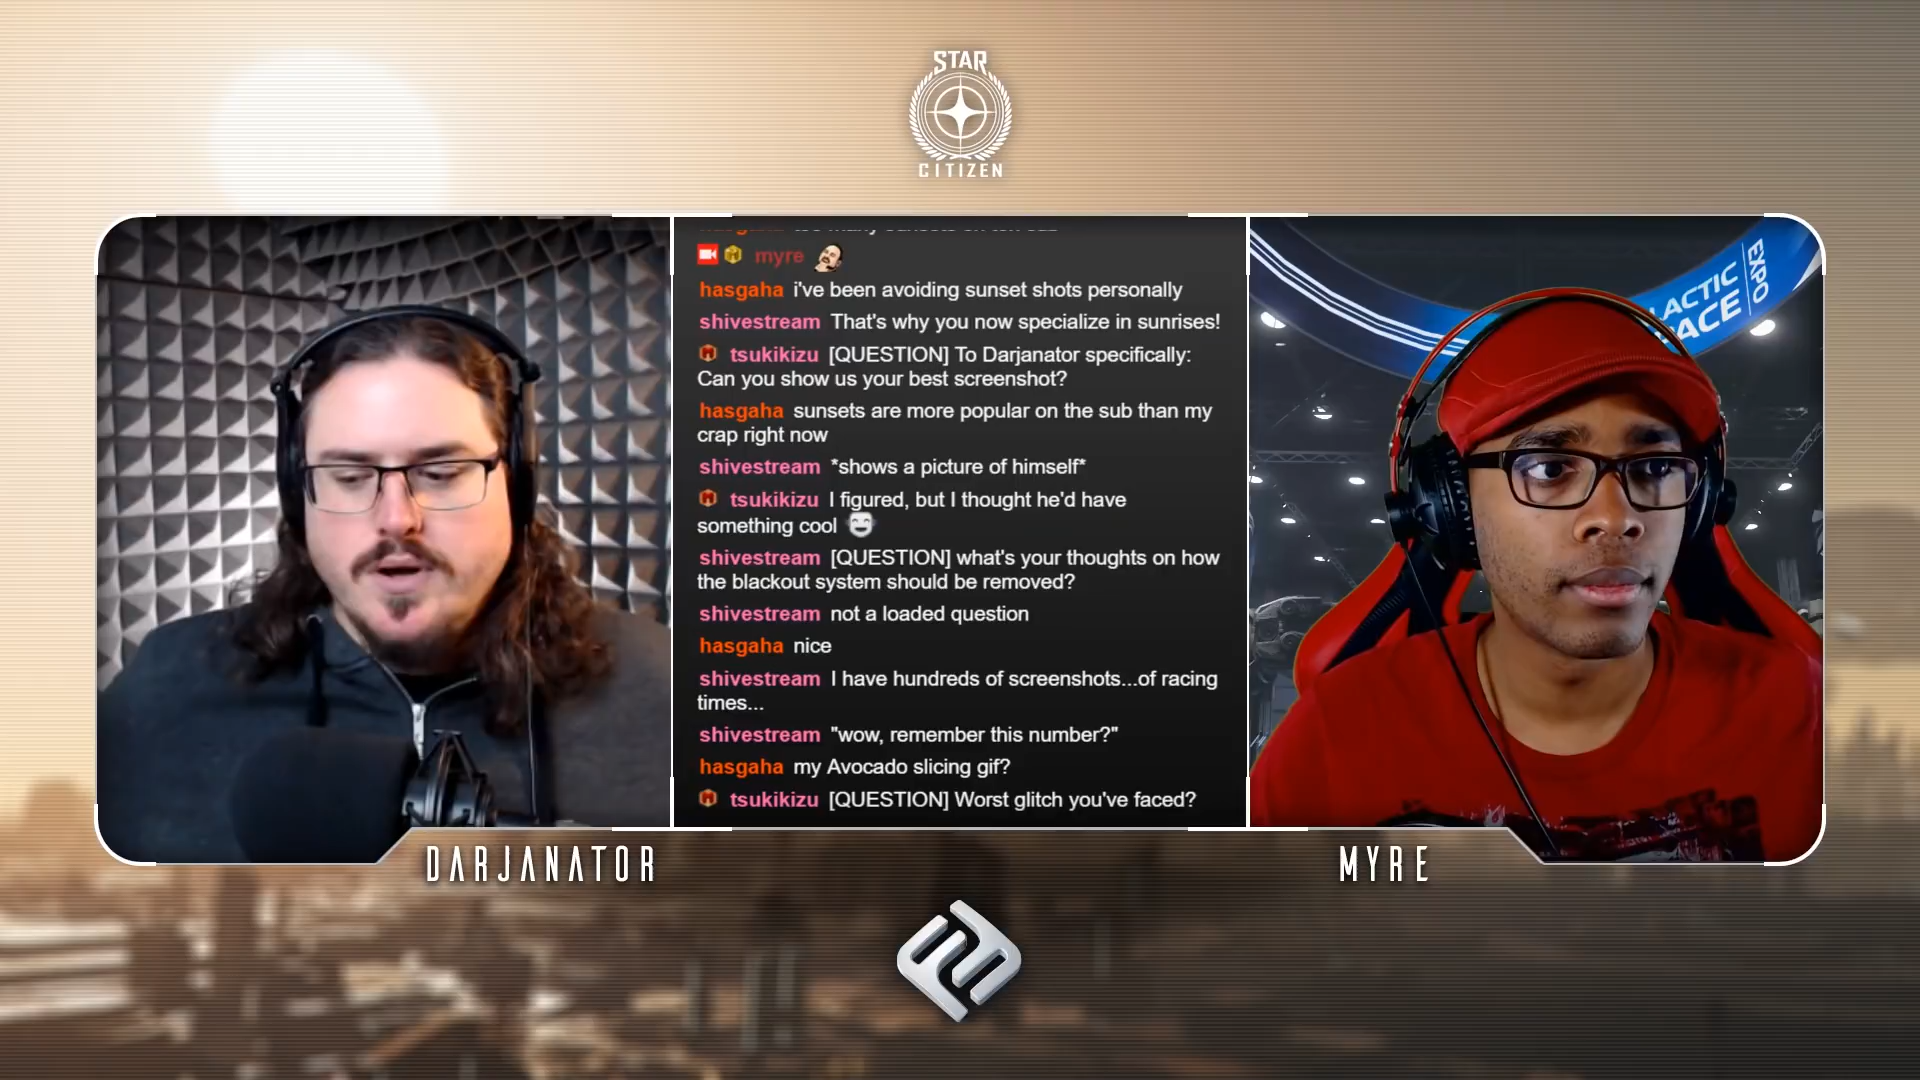 STAR
CITIZEN
myre
hasgaha i've been avoiding sunset shots personally
shivestream That's why you now specialize in sunrises!
tsukikizu [QUESTION] To Darjanator specifically:
Can you show us your best screenshot?
hasgaha sunsets are more popular on the sub than my
crap right now
shivestream *shows a picture of himself*
tsukikizu I figured, but I thought he'd have
something cool
shivestream [QUESTION] what's your thoughts on how
the blackout system should be removed?
shivestream not a loaded question
hasgaha nice
shivestream I have hundreds of screenshots...of racing
times...
shivestream "wow, remember this number?"
hasgaha my Avocado slicing gif?
tsukikizu [QUESTION] Worst glitch you've faced?
LACTIC
ACE
EXPO
DARJANATOR
MYRE